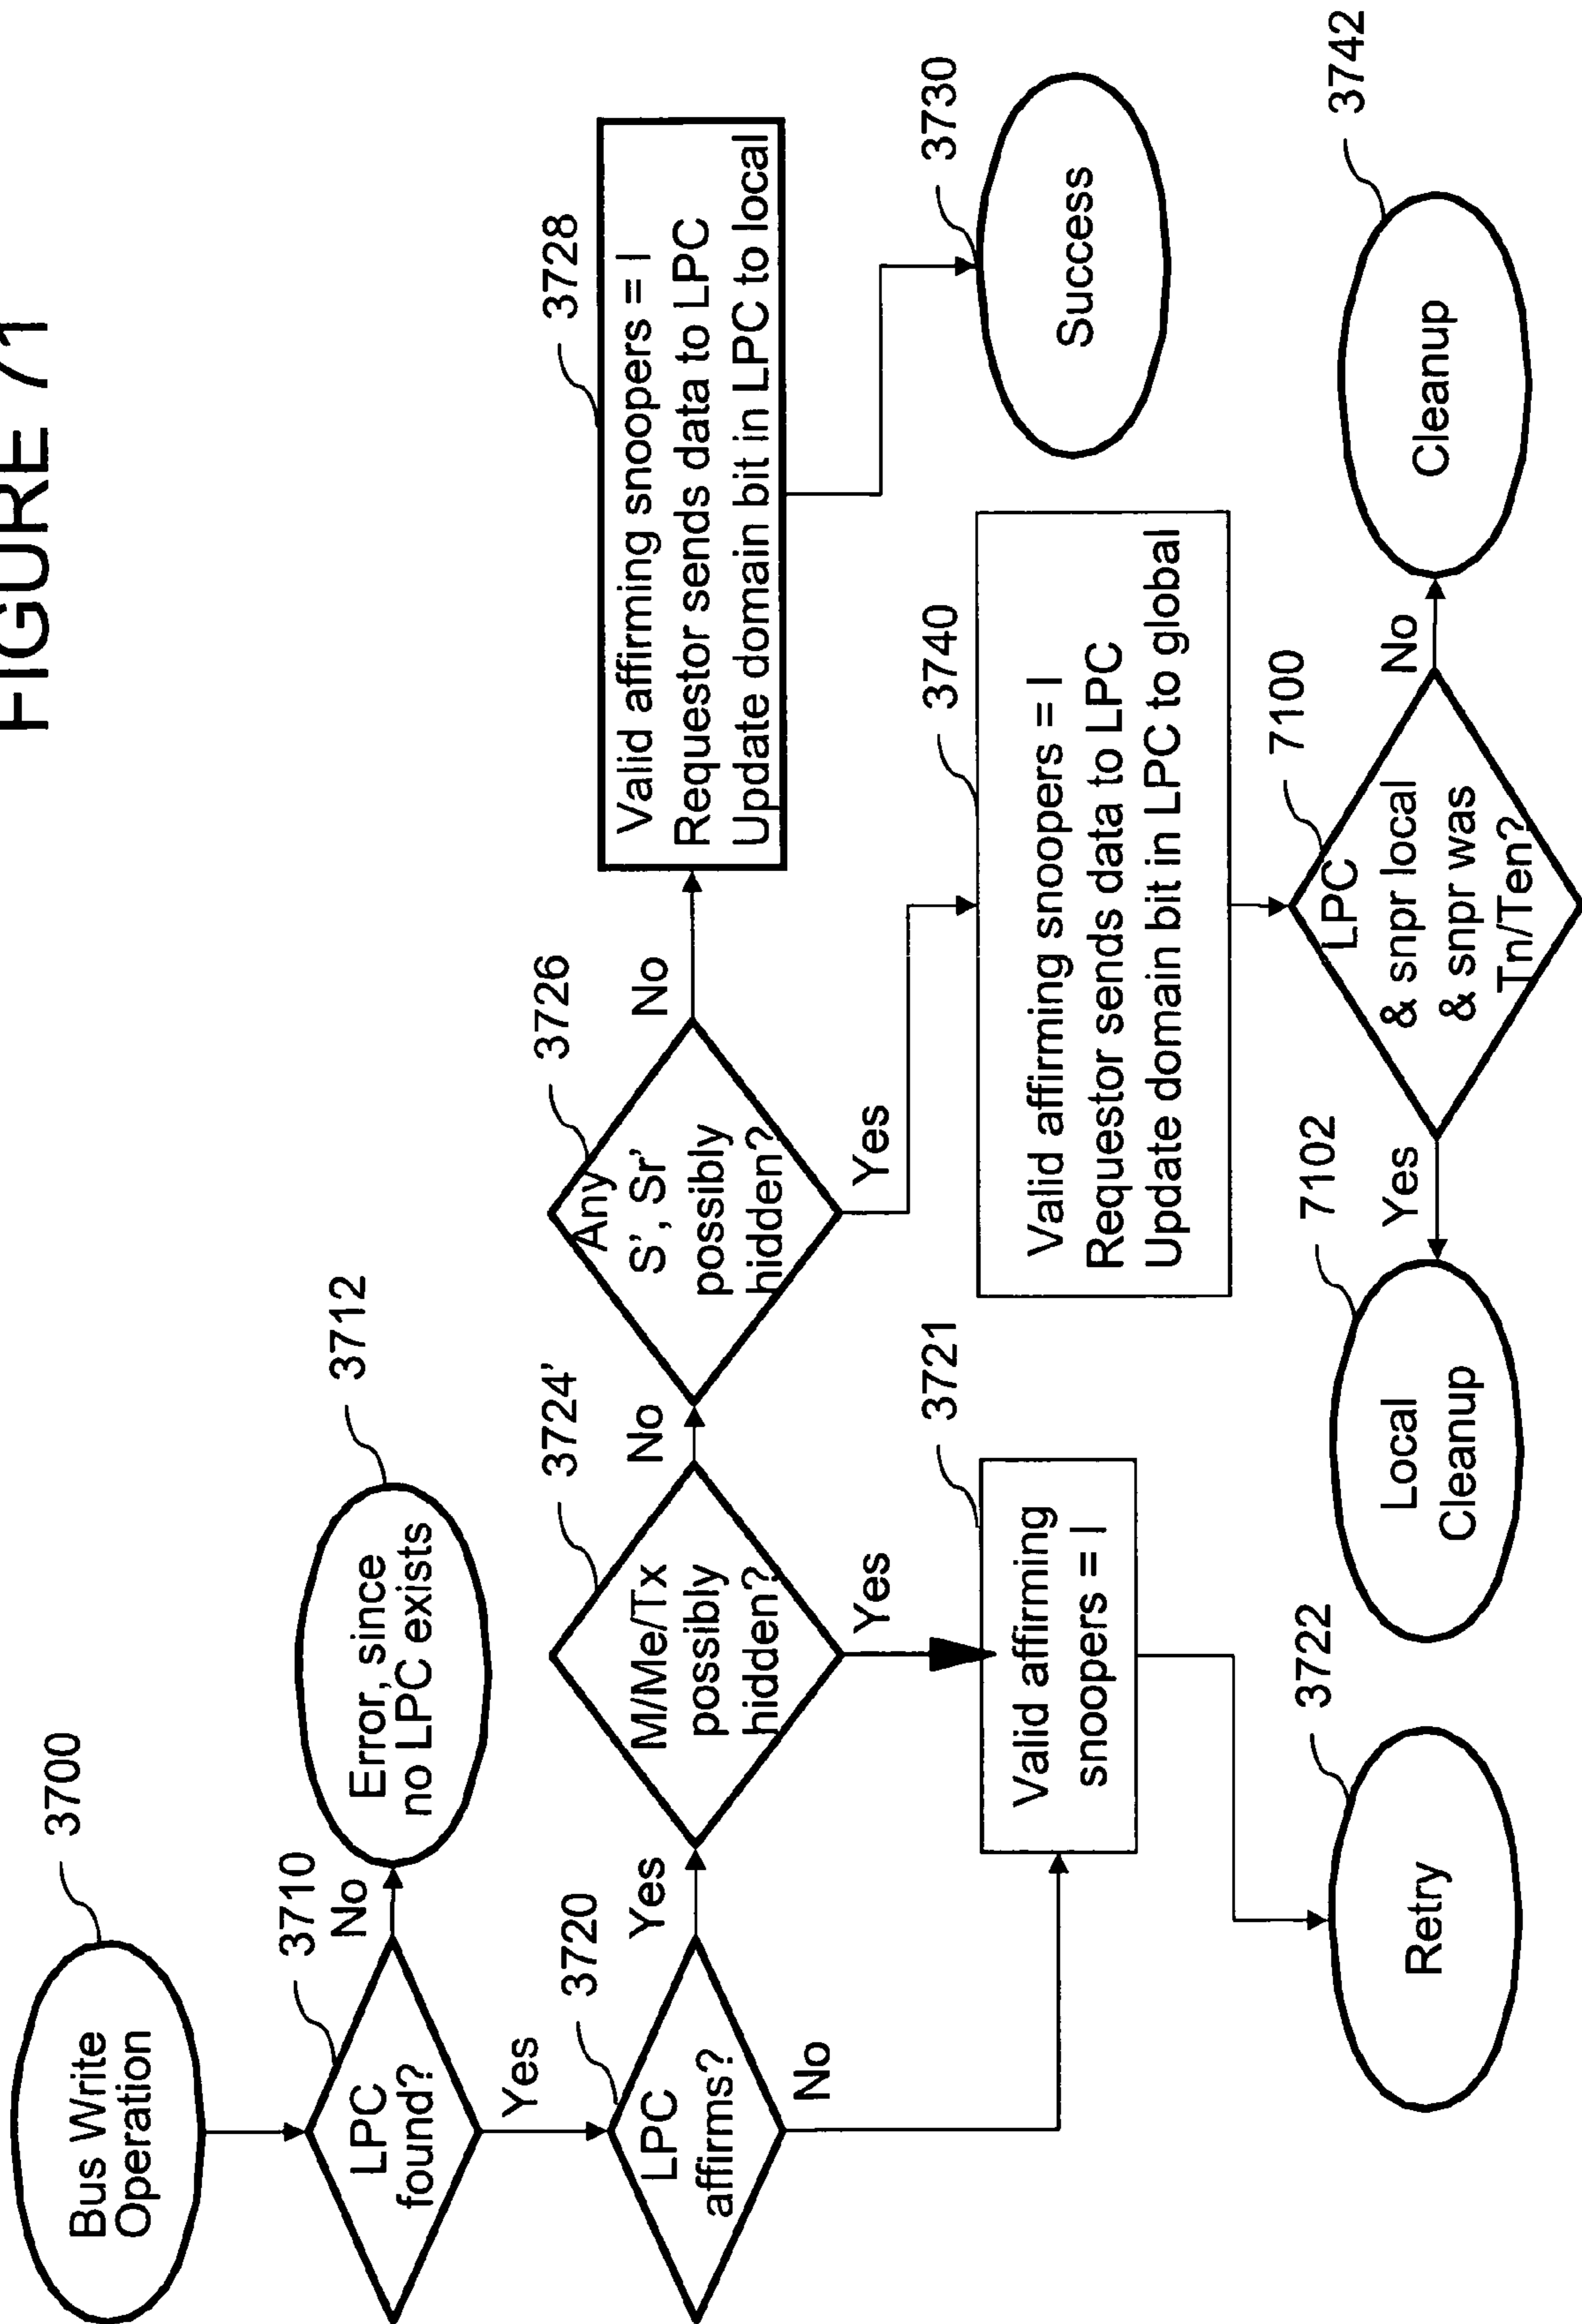 FIGURE 71
3700
Bus Write
Operation
3710
LPC
found?
No
3712
Error, since
no LPC exists
Yes
3720
LPC
affirms?
Yes
No
3724'
M/Me/Tx
possibly
hidden?
No
Yes
3726
Any
S', Sr'
possibly
hidden?
No
Yes
3728
Valid affirming snoopers = I
Requestor sends data to LPC
Update domain bit in LPC to local
3730
Success
3721
Valid affirming
snoopers = I
3722
Retry
3740
Valid affirming snoopers = I
Requestor sends data to LPC
Update domain bit in LPC to global
7100
LPC
& snpr local
& snpr was
Tn/Ten?
Yes
7102
Local
Cleanup
No
3742
Cleanup